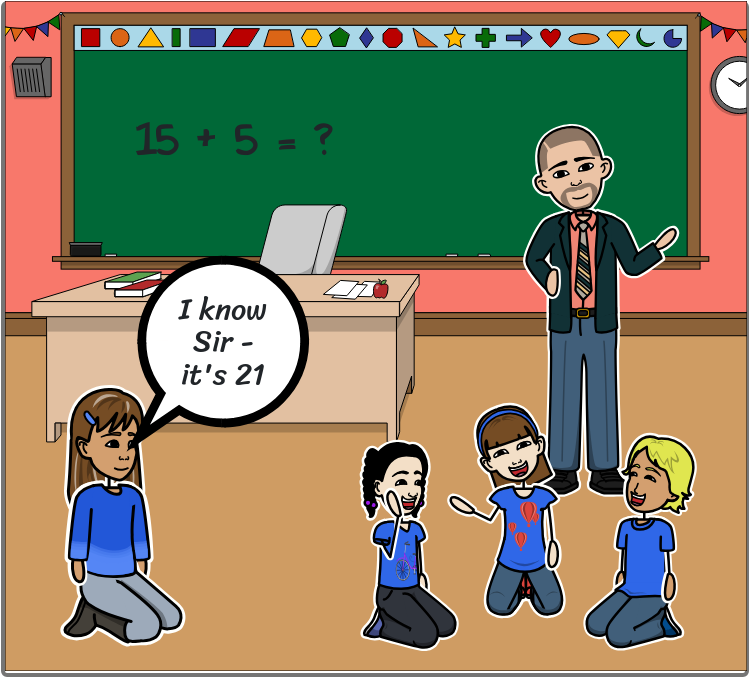 15 + 5 = ?
I know
Sir -
it's 21